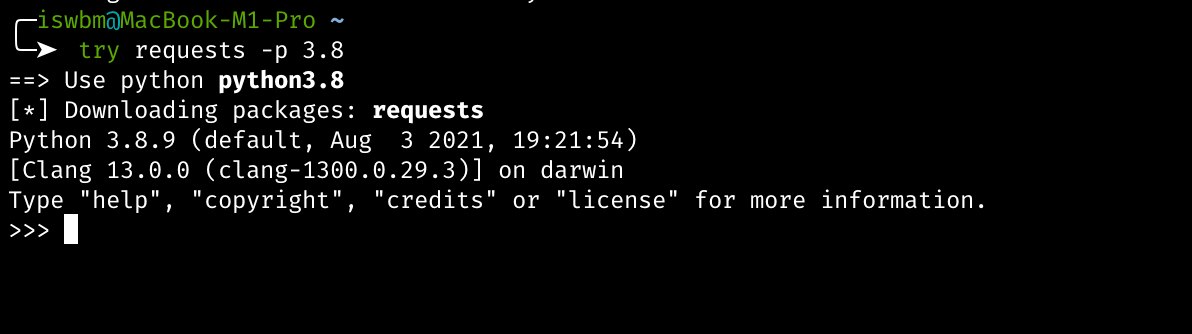 iswbm@MacBook-M1-Pro ~
try requests -p 3.8
==> Use python python3.8
[*] Downloading packages: requests
Python 3.8.9 (default, Aug  3 2021, 19:21:54)
[Clang 13.0.0 (clang-1300.0.29.3)] on darwin
Type "help", "copyright", "credits" or "license" for more information.
>>>